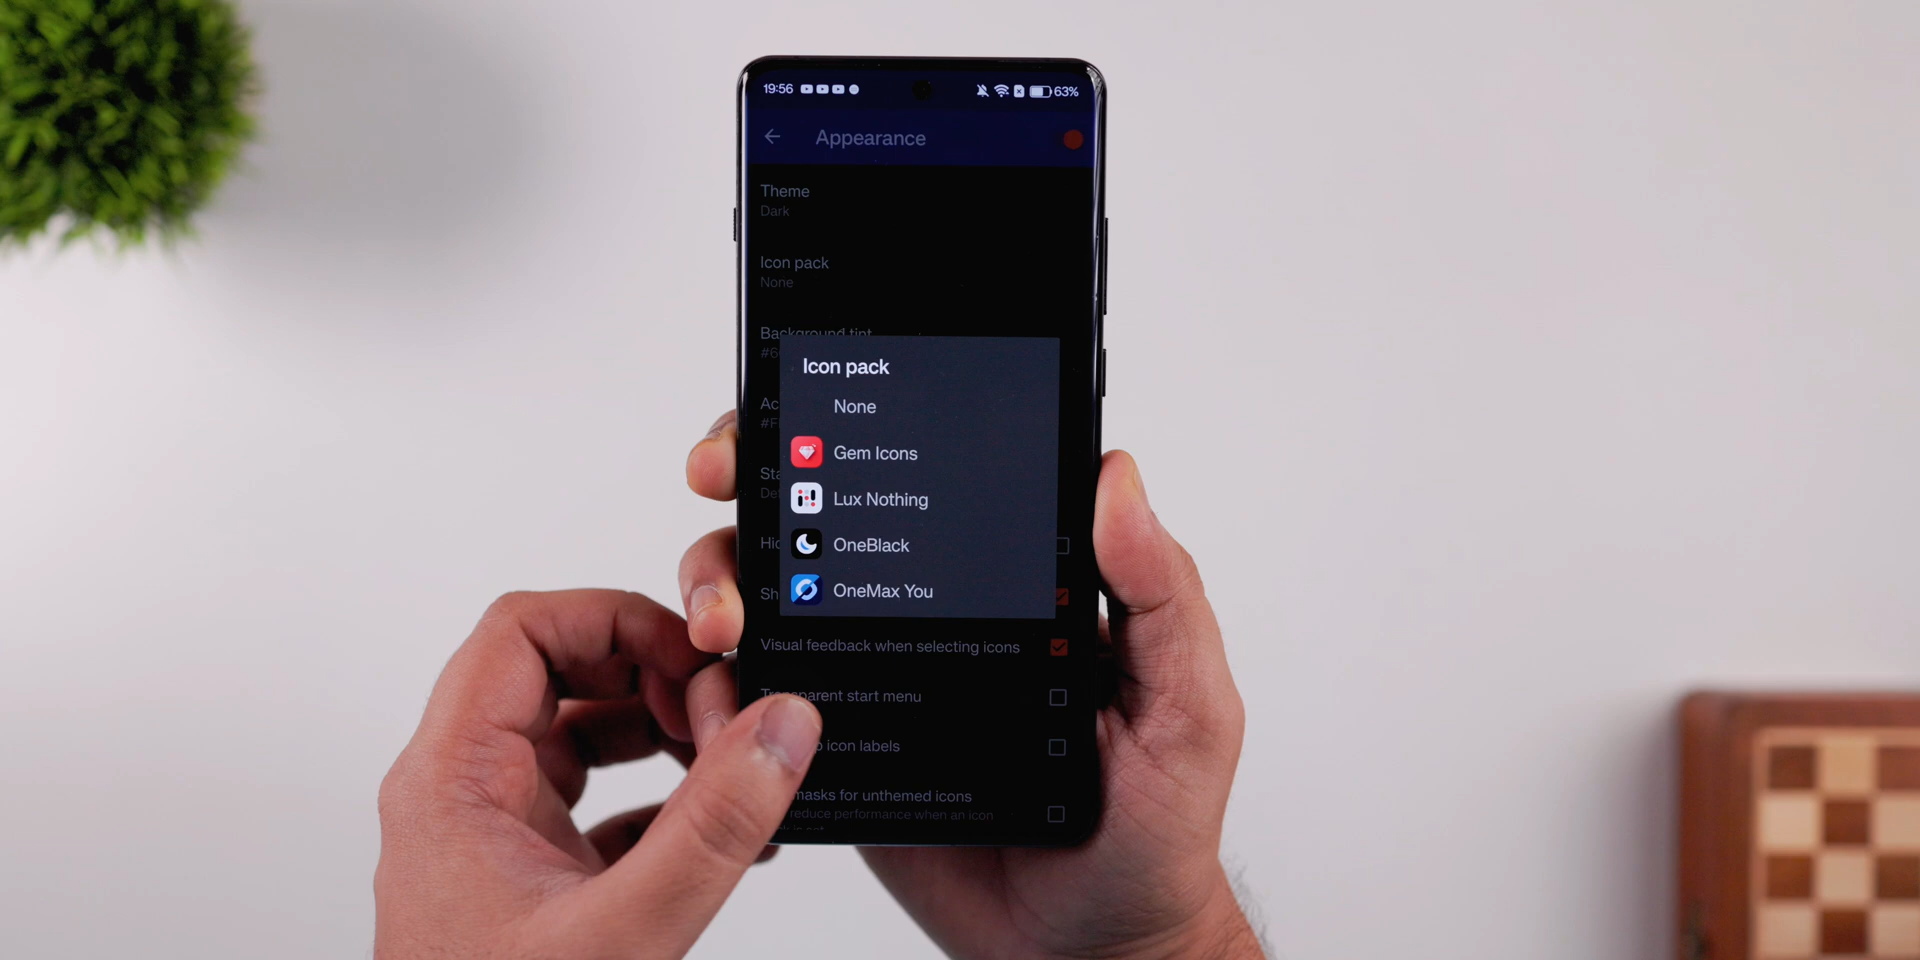 19:56 63%
Appearance
Theme
Dark
Icon pack
None
Background tint
Icon pack
None
Gem Icons
Lux Nothing
OneBlack
OneMax You
Visual feedback when selecting icons
start menu
icon labels
masks for unthemed icons
reduce performance when an icon